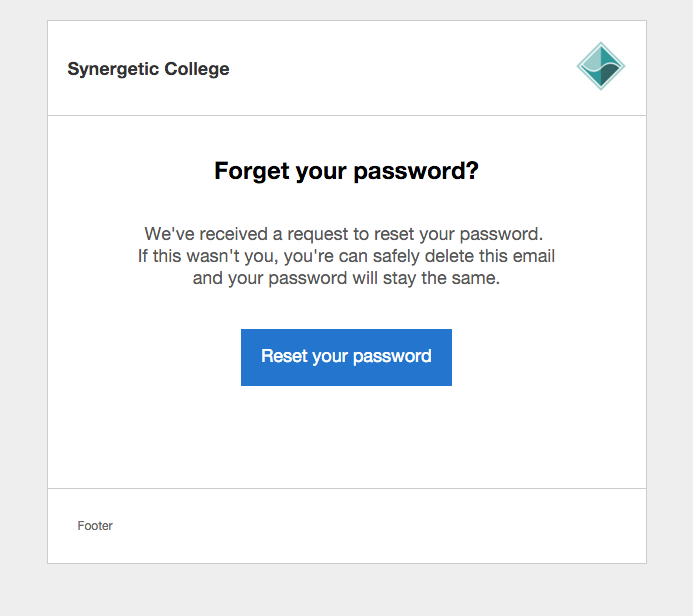 Synergetic College
Forget your password?
We've received a request to reset your password.
If this wasn't you, you're can safely delete this email
and your password will stay the same.
Reset your password
Footer